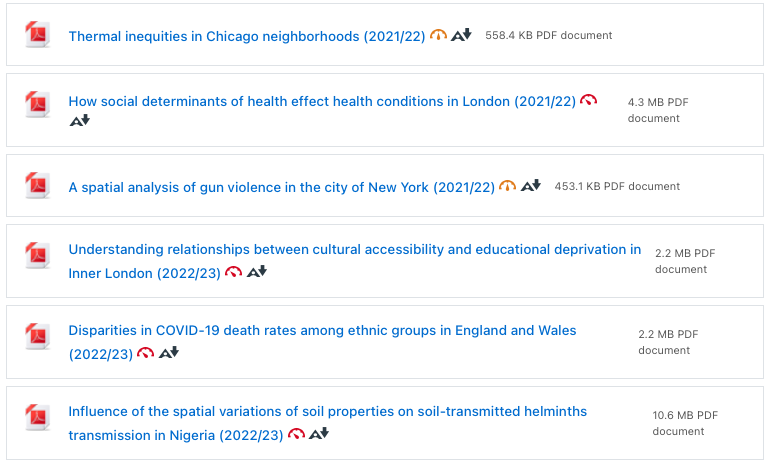 Thermal inequities in Chicago neighborhoods (2021/22) 558.4 KB PDF document
How social determinants of health effect health conditions in London (2021/22)
4.3 MB PDF
document
A spatial analysis of gun violence in the city of New York (2021/22) 453.1 KB PDF document
Understanding relationships between cultural accessibility and educational deprivation in
Inner London (2022/23)
2.2 MB PDF
document
Disparities in COVID-19 death rates among ethnic groups in England and Wales
(2022/23)
2.2 MB PDF
document
Influence of the spatial variations of soil properties on soil-transmitted helminths
transmission in Nigeria (2022/23)
10.6 MB PDF
document